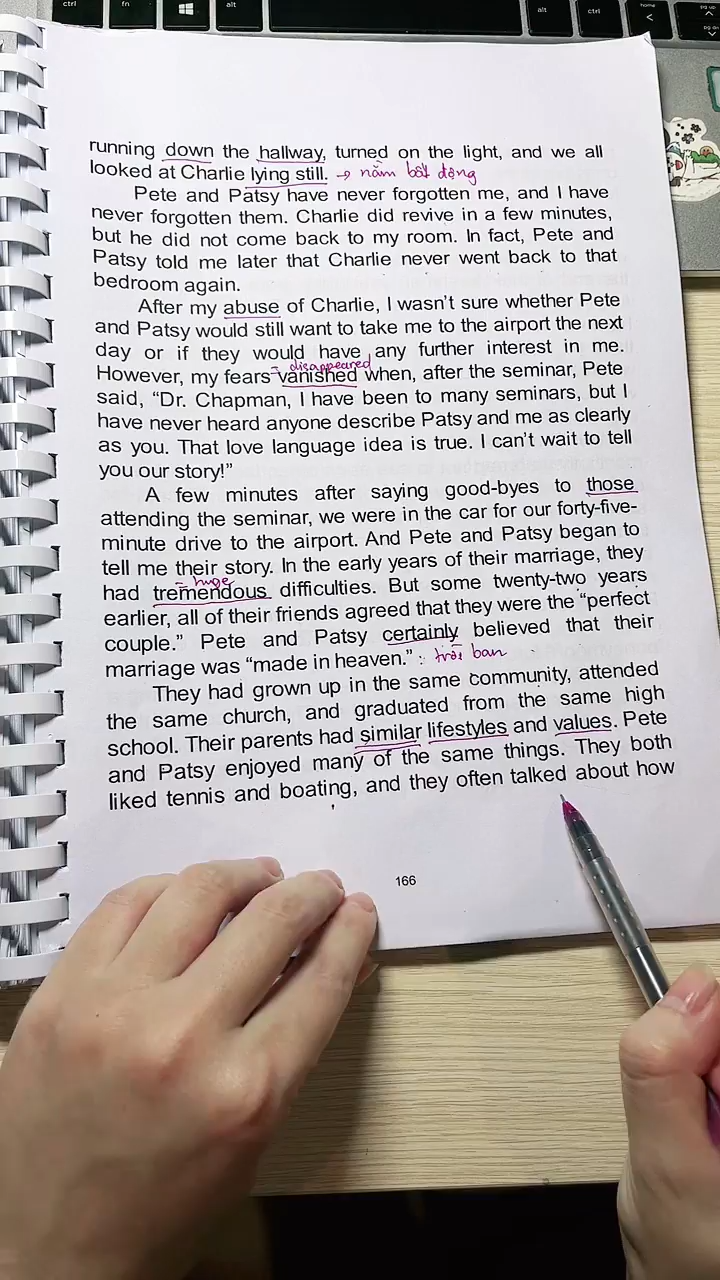 ctrl fn alt alt ctrl home pg up pg dn
running down the hallway, turned on the light, and we all
looked at Charlie lying still. → nằm bất động
Pete and Patsy have never forgotten me, and I have
never forgotten them. Charlie did revive in a few minutes,
but he did not come back to my room. In fact, Pete and
Patsy told me later that Charlie never went back to that
bedroom again.
After my abuse of Charlie, I wasn't sure whether Pete
and Patsy would still want to take me to the airport the next
day or if they would have any further interest in me.
= disappeared
However, my fears vanished when, after the seminar, Pete
said, “Dr. Chapman, I have been to many seminars, but I
have never heard anyone describe Patsy and me as clearly
as you. That love language idea is true. I can't wait to tell
you our story!”
A few minutes after saying good-byes to those
attending the seminar, we were in the car for our forty-five-
minute drive to the airport. And Pete and Patsy began to
tell me their story. In the early years of their marriage, they
= huge
had tremendous difficulties. But some twenty-two years
earlier, all of their friends agreed that they were the “perfect
couple.” Pete and Patsy certainly believed that their
marriage was “made in heaven.” : trời ban
They had grown up in the same community, attended
the same church, and graduated from the same high
school. Their parents had similar lifestyles and values. Pete
and Patsy enjoyed many of the same things. They both
liked tennis and boating, and they often talked about how
166